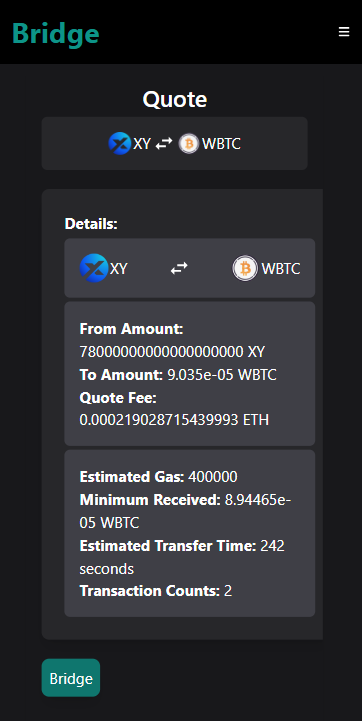 Bridge
Quote
XY WBTC
Details:
XY WBTC
From Amount:
78000000000000000000 XY
To Amount: 9.035e-05 WBTC
Quote Fee:
0.000219028715439993 ETH
Estimated Gas: 400000
Minimum Received: 8.94465e-
05 WBTC
Estimated Transfer Time: 242
seconds
Transaction Counts: 2
Bridge